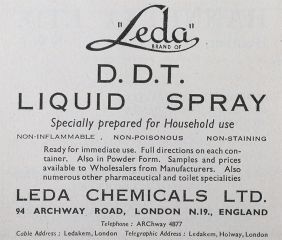 "Leda"
BRAND OF
D. D. T.
LIQUID SPRAY
Specially prepared for Household use
NON-INFLAMMABLE, NON-POISONOUS NON-STAINING
Ready for immediate use. Full directions on each con-
tainer. Also in Powder Form. Samples and prices
available to Wholesalers from Manufacturers. Also
numerous other pharmaceutical and toilet specialities
LEDA CHEMICALS LTD.
94 ARCHWAY ROAD, LONDON N.19., ENGLAND
Telephone: ARChway 4877
Cable Address: Ledakem, London Telegraphic Address: Ledakem, Holway, London